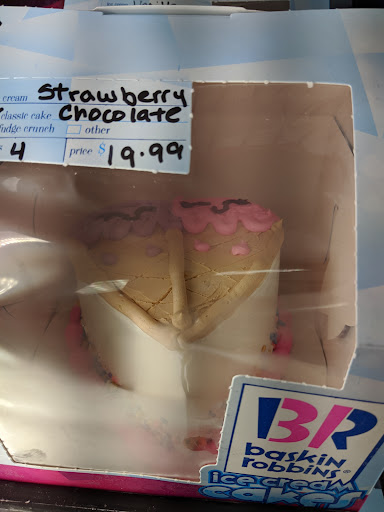 cream Strawberry
classic cake Chocolate
fudge crunch other
4 price $19.99
BR
baskin
robbins®
ice cream
cakes